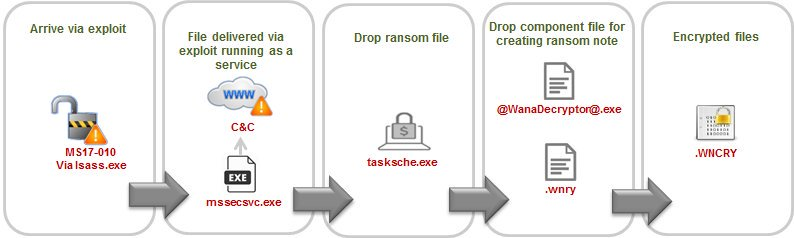 Arrive via exploit
MS17-010
Via lsass.exe
File delivered via
exploit running as a
service
WWW
C&C
EXE
mssecsvc.exe
Drop ransom file
$
tasksche.exe
Drop component file for
creating ransom note
@WanaDecryptor@.exe
.wnry
Encrypted files
.WNCRY